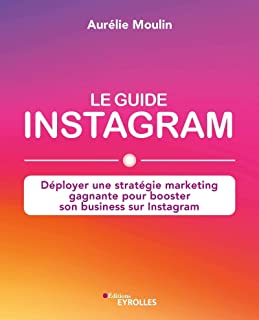 Aurélie Moulin
LE GUIDE
INSTAGRAM
Déployer une stratégie marketing
gagnante pour booster
son business sur Instagram
Éditions
EYROLLES